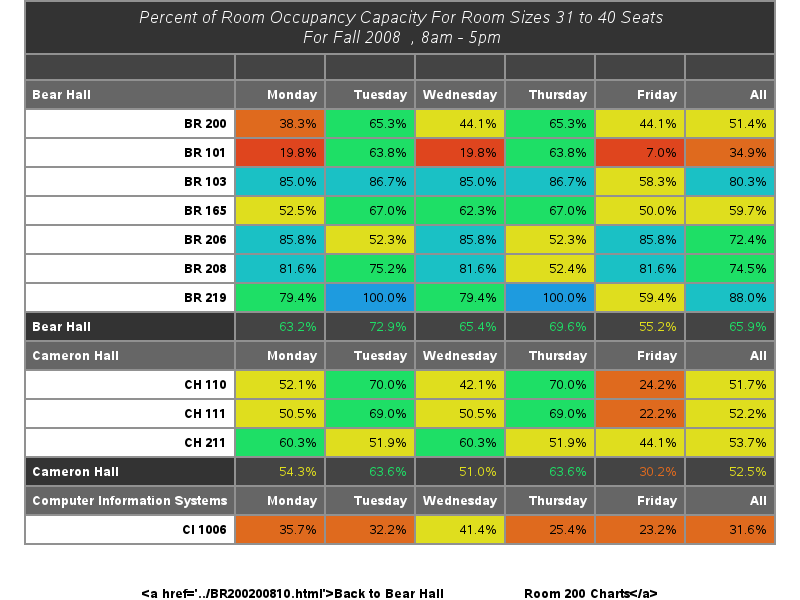 Percent of Room Occupancy Capacity For Room Sizes 31 to 40 Seats
For Fall 2008 , 8am - 5pm
Bear Hall Monday Tuesday Wednesday Thursday Friday All
BR 200 38.3% 65.3% 44.1% 65.3% 44.1% 51.4%
BR 101 19.8% 63.8% 19.8% 63.8% 7.0% 34.9%
BR 103 85.0% 86.7% 85.0% 86.7% 58.3% 80.3%
BR 165 52.5% 67.0% 62.3% 67.0% 50.0% 59.7%
BR 206 85.8% 52.3% 85.8% 52.3% 85.8% 72.4%
BR 208 81.6% 75.2% 81.6% 52.4% 81.6% 74.5%
BR 219 79.4% 100.0% 79.4% 100.0% 59.4% 88.0%
Bear Hall 63.2% 72.9% 65.4% 69.6% 55.2% 65.9%
Cameron Hall Monday Tuesday Wednesday Thursday Friday All
CH 110 52.1% 70.0% 42.1% 70.0% 24.2% 51.7%
CH 111 50.5% 69.0% 50.5% 69.0% 22.2% 52.2%
CH 211 60.3% 51.9% 60.3% 51.9% 44.1% 53.7%
Cameron Hall 54.3% 63.6% 51.0% 63.6% 30.2% 52.5%
Computer Information Systems Monday Tuesday Wednesday Thursday Friday All
CI 1006 35.7% 32.2% 41.4% 25.4% 23.2% 31.6%
<a href='../BR200200810.html'>Back to Bear Hall Room 200 Charts</a>